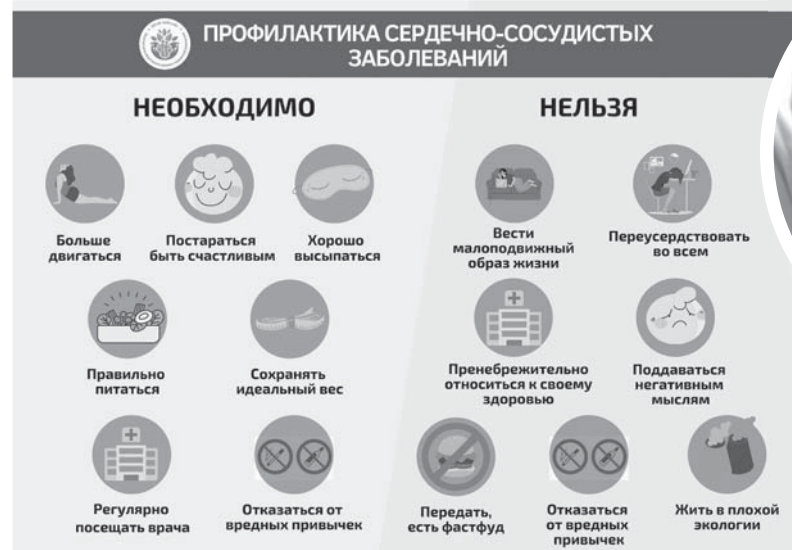 ПРОФИЛАКТИКА СЕРДЕЧНО-СОСУДИСТЫХ
ЗАБОЛЕВАНИЙ
НЕОБХОДИМО
Больше
двигаться
Постараться
быть счастливым
Хорошо
высыпаться
Правильно
питаться
Сохранять
идеальный вес
Регулярно
посещать врача
Отказаться от
вредных привычек
НЕЛЬЗЯ
Вести
малоподвижный
образ жизни
Переусердствовать
во всем
Пренебрежительно
относиться к своему
здоровью
Поддаваться
негативным
мыслям
Передать,
есть фастфуд
Отказаться
от вредных
привычек
Жить в плохой
экологии